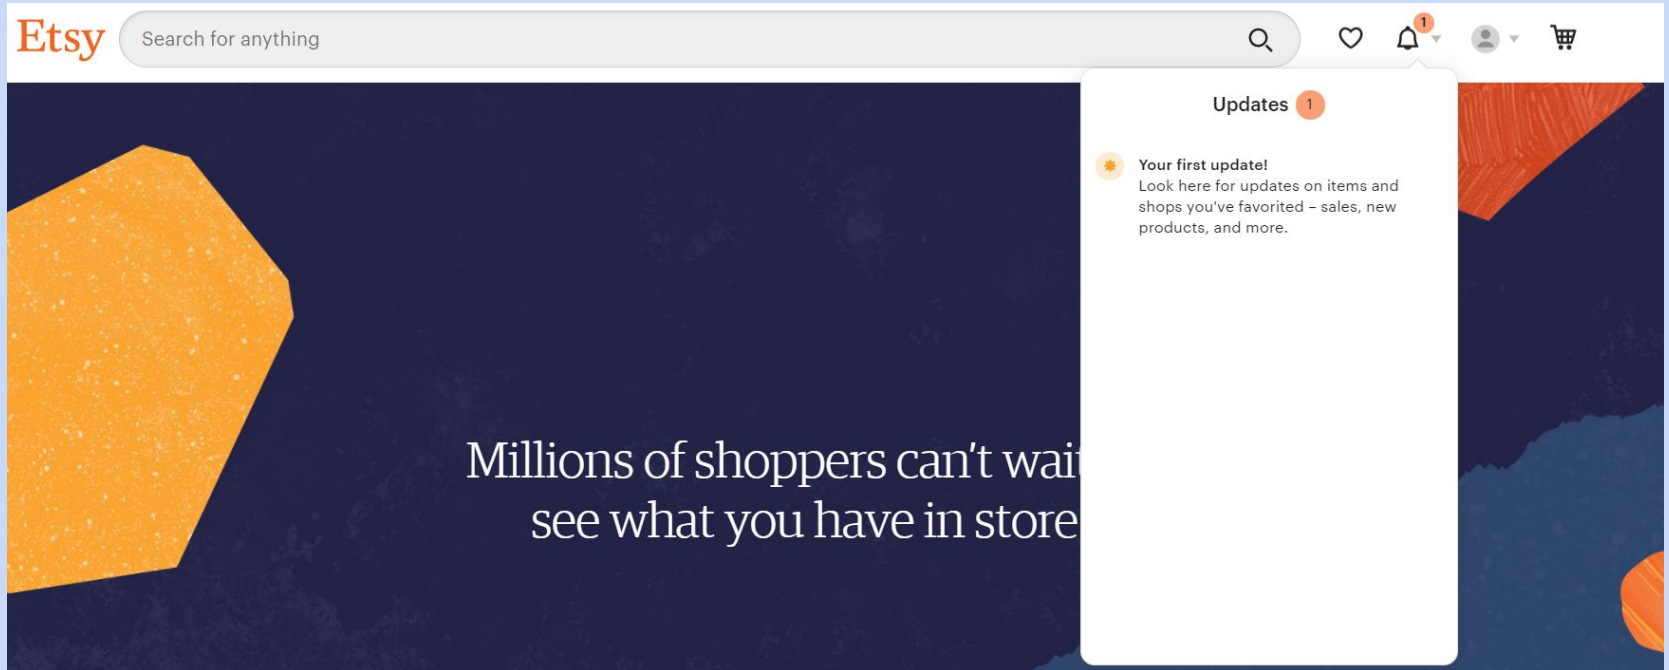 Etsy
Search for anything
1
Updates 1
Your first update!
Look here for updates on items and
shops you've favorited – sales, new
products, and more.
Millions of shoppers can't wait
see what you have in store